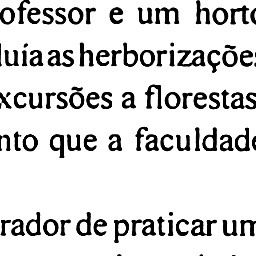 ofessor e um horto
luía as herborizações
xcursões a florestas
nto que a faculdade
rador de praticar um